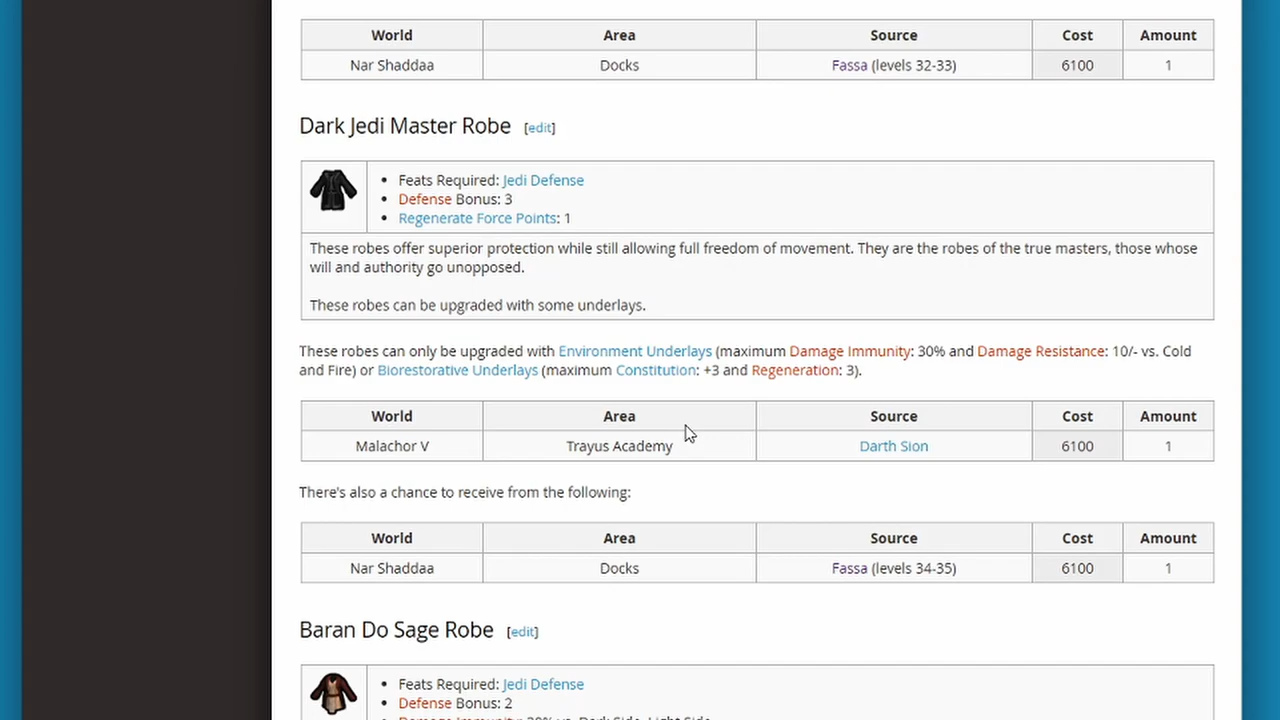 World Area Source Cost Amount
Nar Shaddaa Docks Fassa (levels 32-33) 6100 1
Dark Jedi Master Robe [edit]
• Feats Required: Jedi Defense
• Defense Bonus: 3
• Regenerate Force Points: 1
These robes offer superior protection while still allowing full freedom of movement. They are the robes of the true masters, those whose
will and authority go unopposed.
These robes can be upgraded with some underlays.
These robes can only be upgraded with Environment Underlays (maximum Damage Immunity: 30% and Damage Resistance: 10/- vs. Cold
and Fire) or Biorestorative Underlays (maximum Constitution: +3 and Regeneration: 3).
World Area Source Cost Amount
Malachor V Trayus Academy Darth Sion 6100 1
There's also a chance to receive from the following:
World Area Source Cost Amount
Nar Shaddaa Docks Fassa (levels 34-35) 6100 1
Baran Do Sage Robe [edit]
• Feats Required: Jedi Defense
• Defense Bonus: 2